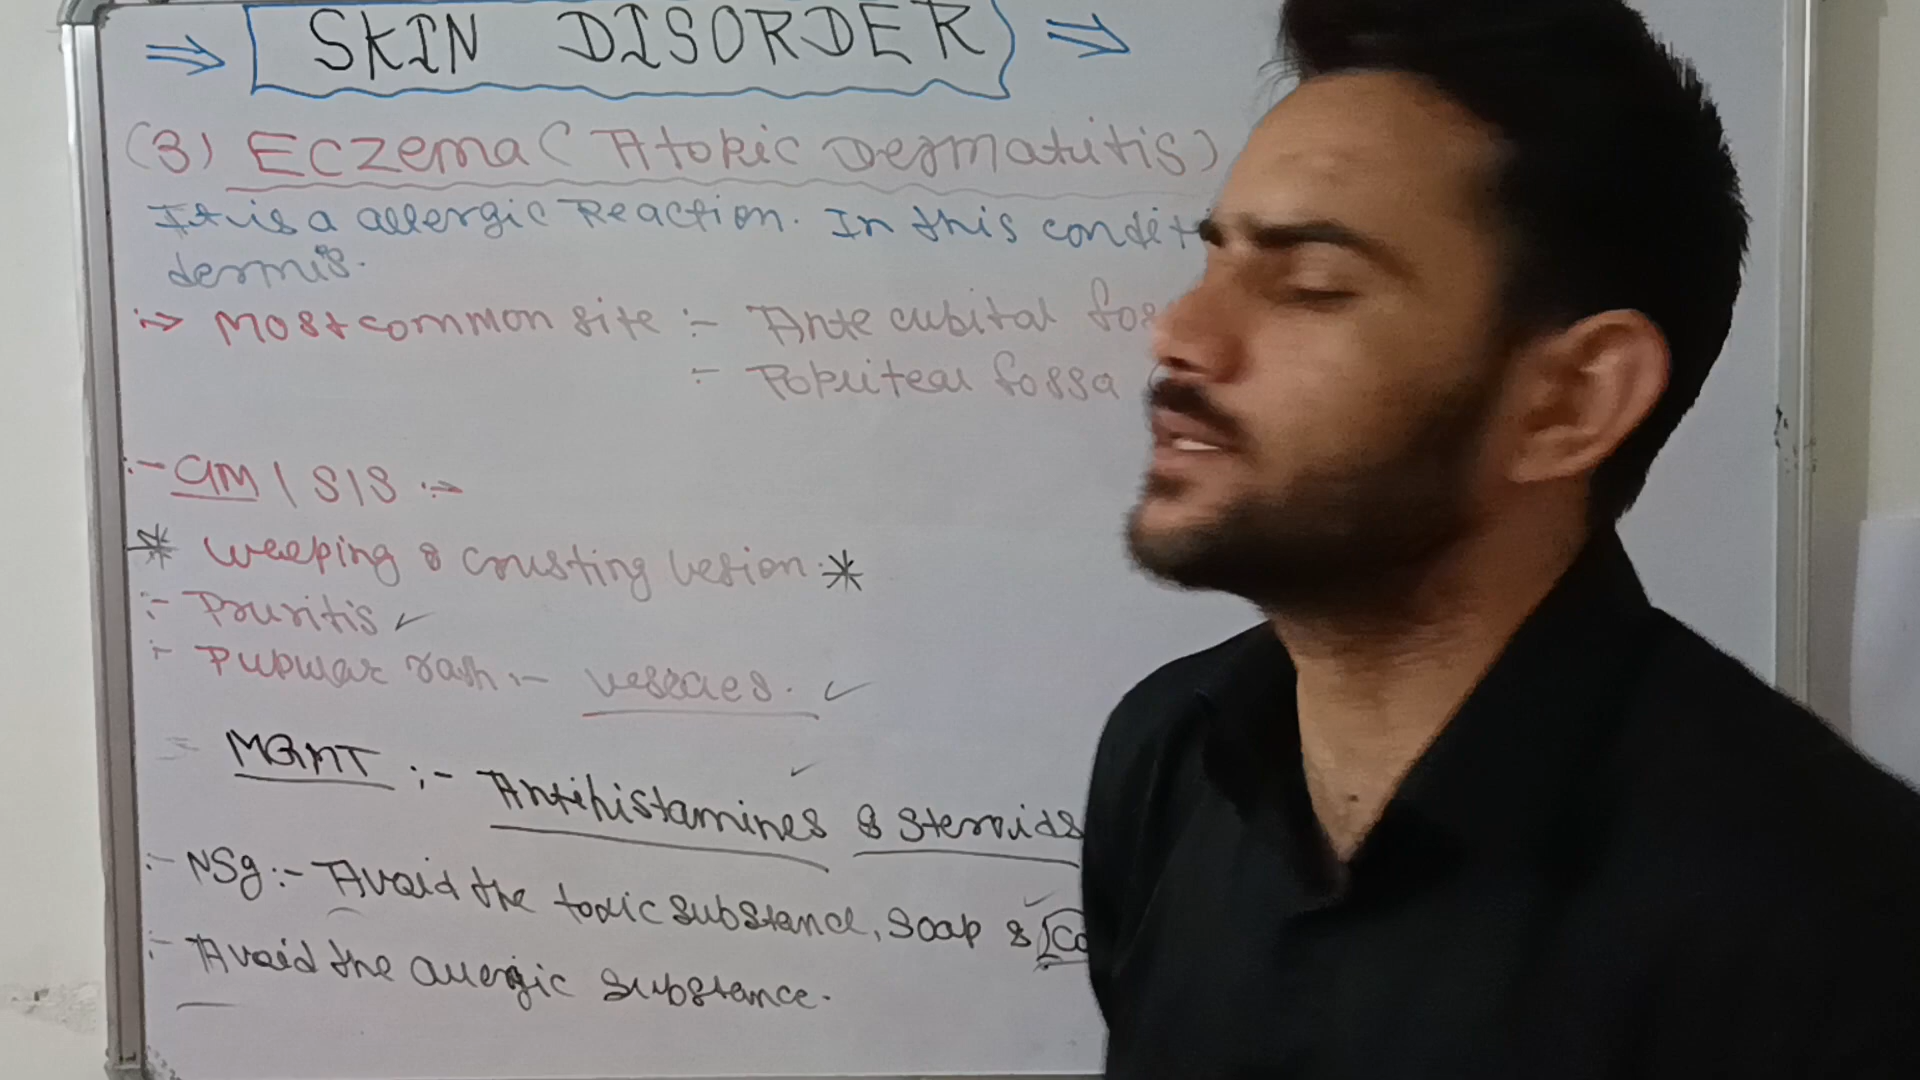 ⇒ SKIN DISORDER ⇒
(3) Eczema (Atopic Dermatitis)
It is a allergic Reaction. In this condit
dermis.
:-> Most common site :- Ante cubital fos
:- Popliteal fossa
:- C/M | S/S :->
* weeping & crusting lesion. *
:- Pruritis ✓
:- Pupular rash :- vesicles. ✓
= MGMT :- Antihistamines & steroids
:- NSg :- Avoid the toxic substance, soap & Co
:- Avoid the allergic substance.